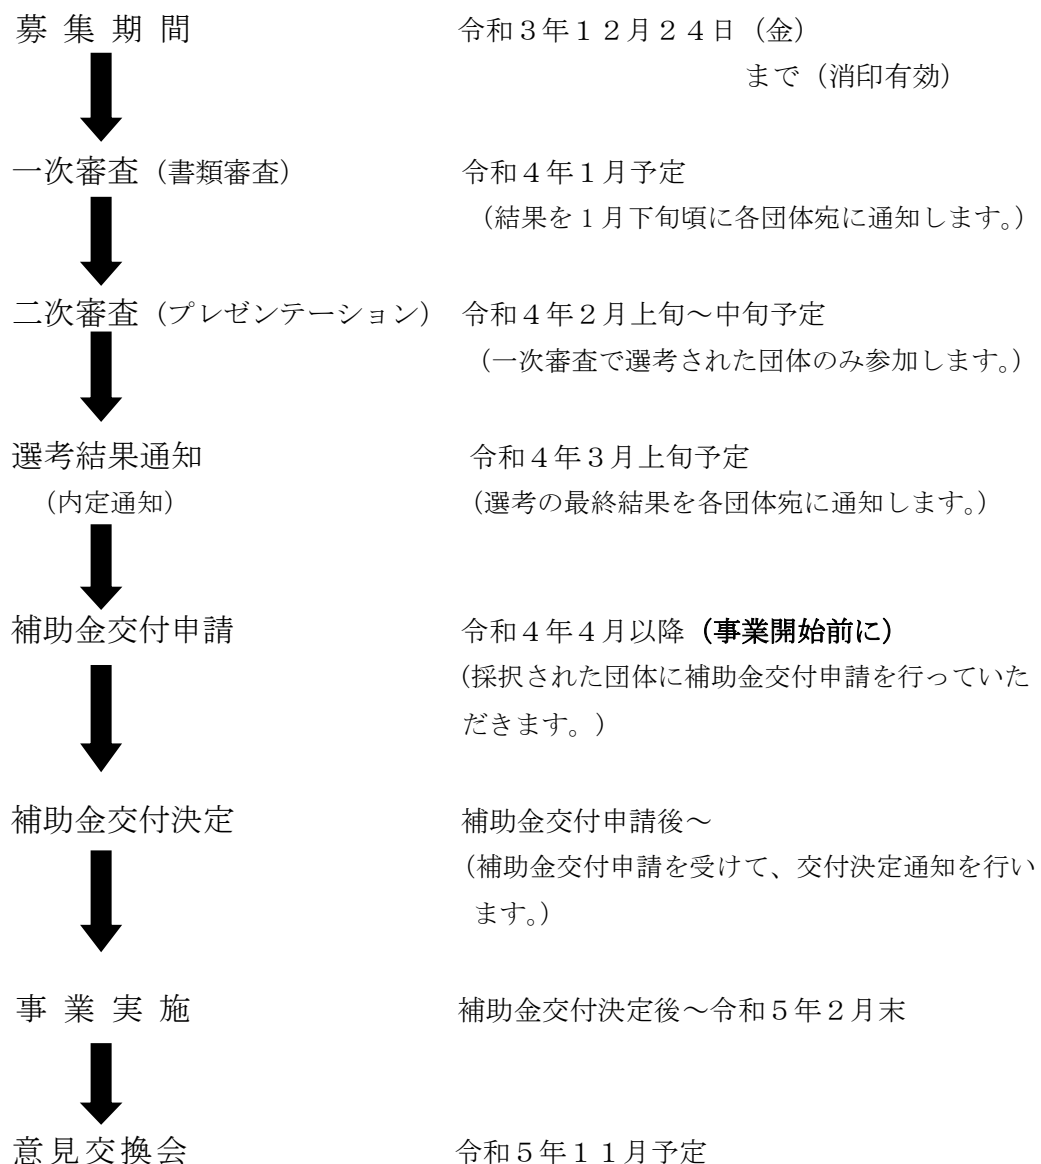 募集期間 令和3年12月24日（金）
まで（消印有効）
一次審査（書類審査） 令和4年1月予定
（結果を1月下旬頃に各団体宛に通知します。）
二次審査（プレゼンテーション） 令和4年2月上旬～中旬予定
（一次審査で選考された団体のみ参加します。）
選考結果通知 令和4年3月上旬予定
（内定通知） （選考の最終結果を各団体宛に通知します。）
補助金交付申請 令和4年4月以降（事業開始前に）
(採択された団体に補助金交付申請を行っていた
だきます。）
補助金交付決定 補助金交付申請後～
（補助金交付申請を受けて、交付決定通知を行い
ます。）
事業実施 補助金交付決定後～令和5年2月末
意見交換会 令和5年11月予定